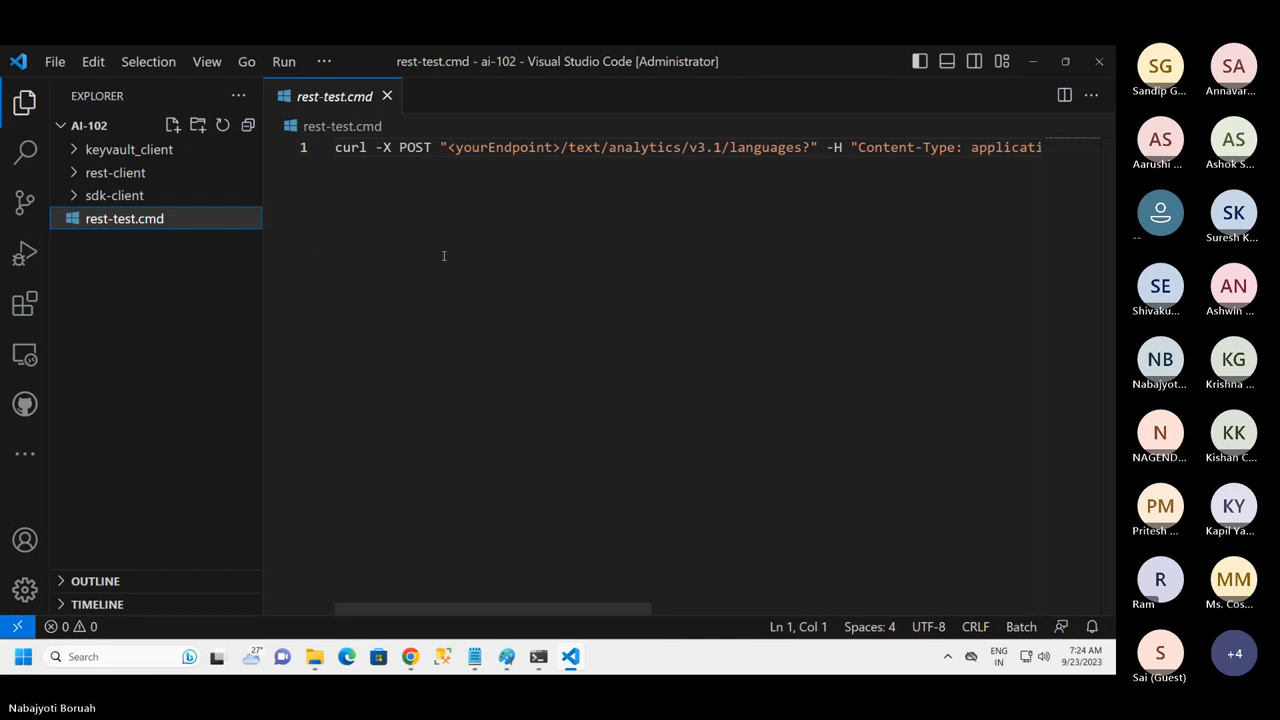 File Edit Selection View Go Run ··· rest-test.cmd - ai-102 - Visual Studio Code [Administrator]
EXPLORER
rest-test.cmd
AI-102
rest-test.cmd
keyvault_client
rest-client
sdk-client
rest-test.cmd
1 curl -X POST "<yourEndpoint>/text/analytics/v3.1/languages?" -H "Content-Type: applicati
OUTLINE
TIMELINE
0 0 Ln 1, Col 1 Spaces: 4 UTF-8 CRLF Batch
Search
27°
ENG
IN
7:24 AM
9/23/2023
SG SA
Sandip G... Annavar...
AS AS
Aarushi ... Ashok S...
SK
-- Suresh K...
SE AN
Shivaku... Ashwin ...
NB KG
Nabajyot... Krishna ...
N KK
NAGEND... Kishan C...
PM KY
Pritesh ... Kapil Ya...
R MM
Ram Ms. Cos...
S +4
Sai (Guest)
Nabajyoti Boruah